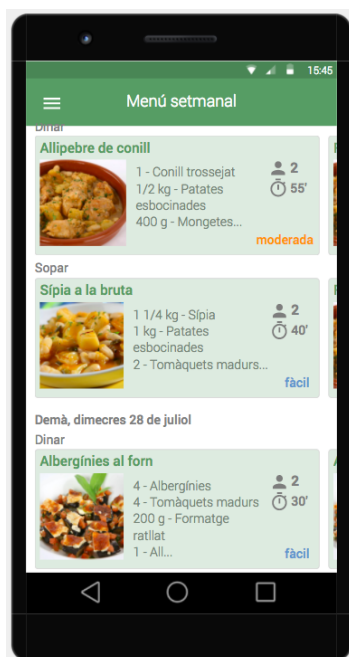 15:45
Menú setmanal
Dinar
Allipebre de conill
1 - Conill trossejat
1/2 kg - Patates
esbocinades
400 g - Mongetes...
2
55'
moderada
Sopar
Sípia a la bruta
1 1/4 kg - Sípia
1 kg - Patates
esbocinades
2 - Tomàquets madurs...
2
40'
fàcil
Demà, dimecres 28 de juliol
Dinar
Albergínies al forn
4 - Albergínies
4 - Tomàquets madurs
200 g - Formatge
ratllat
1 - All...
2
30'
fàcil